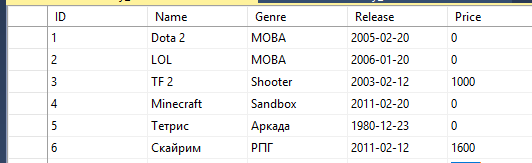 ID Name Genre Release Price
1 Dota 2 MOBA 2005-02-20 0
2 LOL MOBA 2006-01-20 0
3 TF 2 Shooter 2003-02-12 1000
4 Minecraft Sandbox 2011-02-20 0
5 Тетрис Аркада 1980-12-23 0
6 Скайрим РПГ 2011-02-12 1600